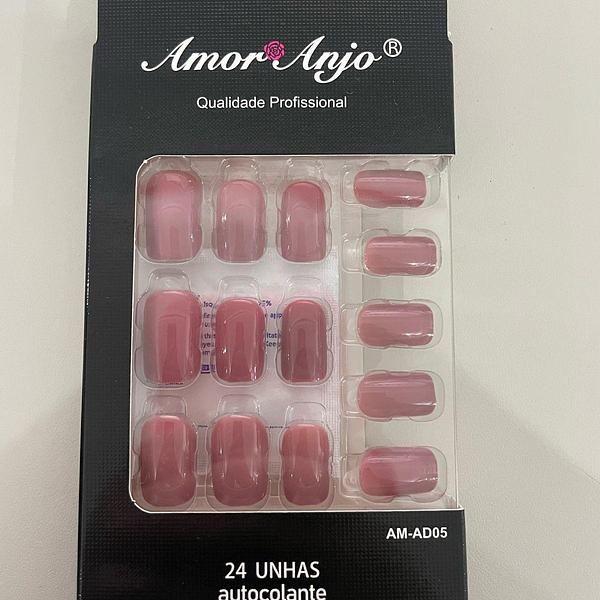 Amor Anjo®
Qualidade Profissional
AM-AD05
24 UNHAS
autocolante